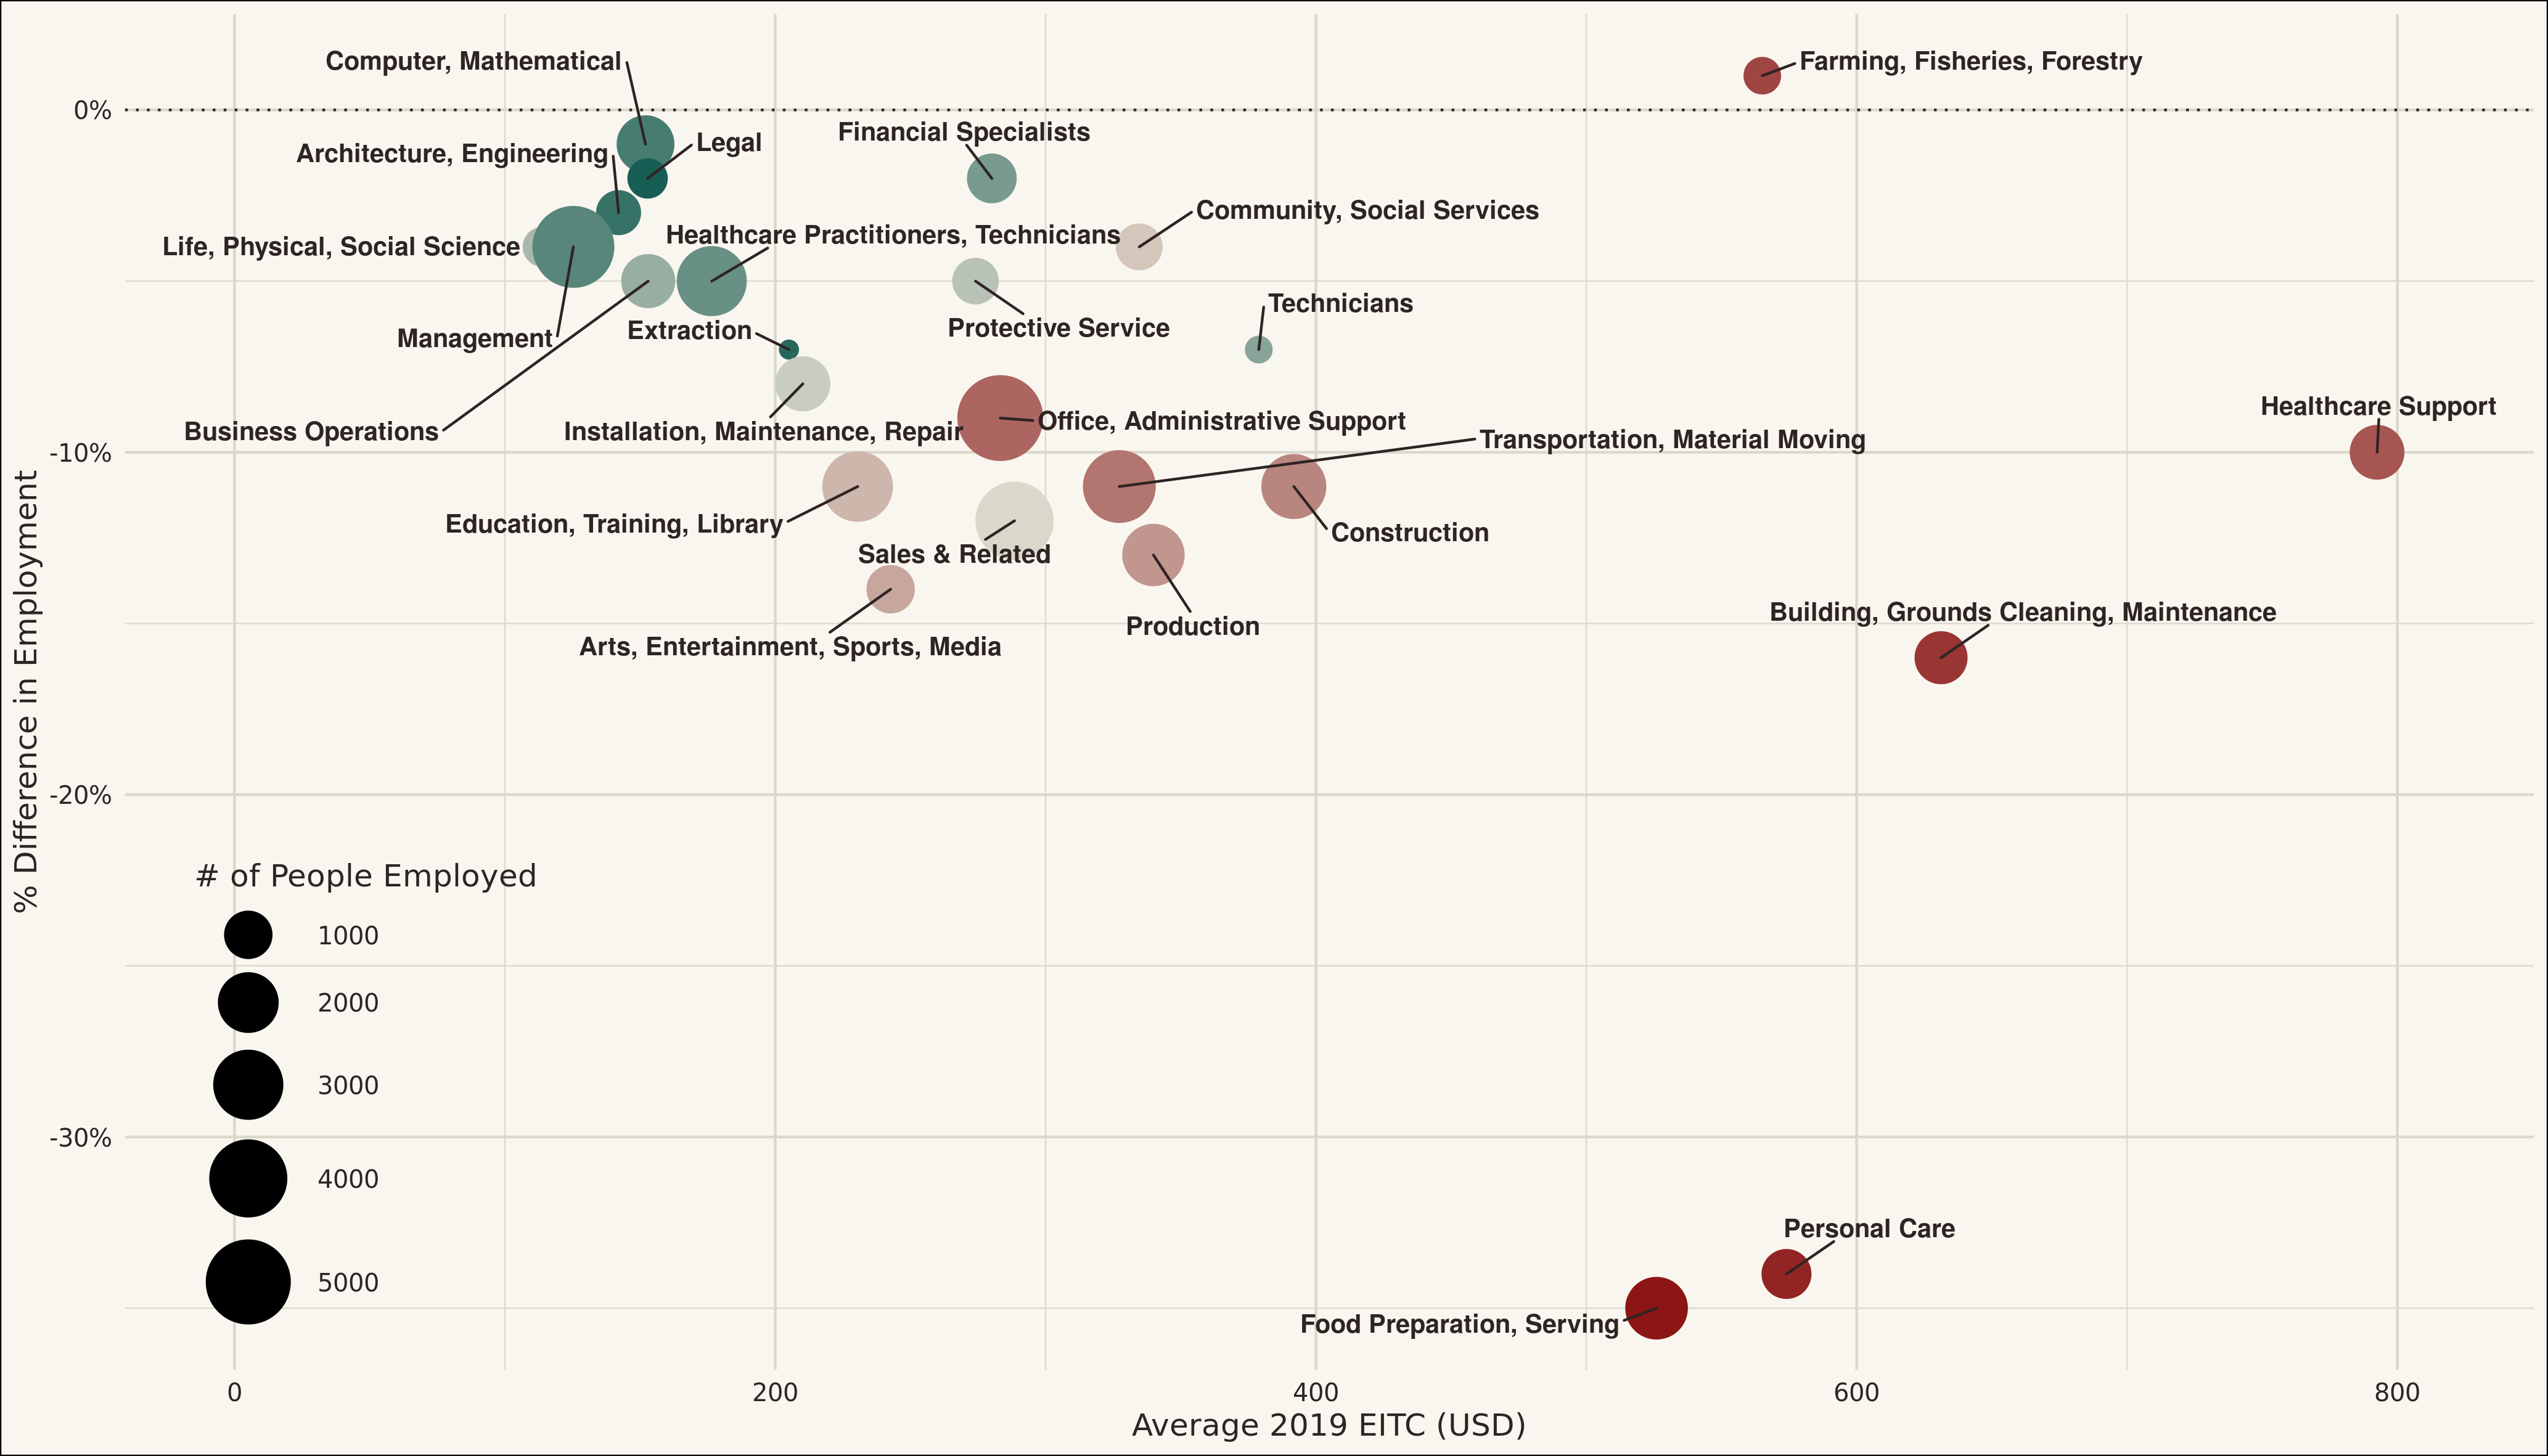 Computer, Mathematical
Farming, Fisheries, Forestry
0%
Financial Specialists
Legal
Architecture, Engineering
Community, Social Services
Healthcare Practitioners, Technicians
Life, Physical, Social Science
Technicians
Protective Service
Extraction
Management
Healthcare Support
Office, Administrative Support
Business Operations
Installation, Maintenance, Repair
Transportation, Material Moving
-10%
Education, Training, Library
Construction
Sales & Related
Building, Grounds Cleaning, Maintenance
Production
Arts, Entertainment, Sports, Media
% Difference in Employment
-20%
# of People Employed
1000
2000
3000
-30%
4000
Personal Care
5000
Food Preparation, Serving
0 200 400 600 800
Average 2019 EITC (USD)